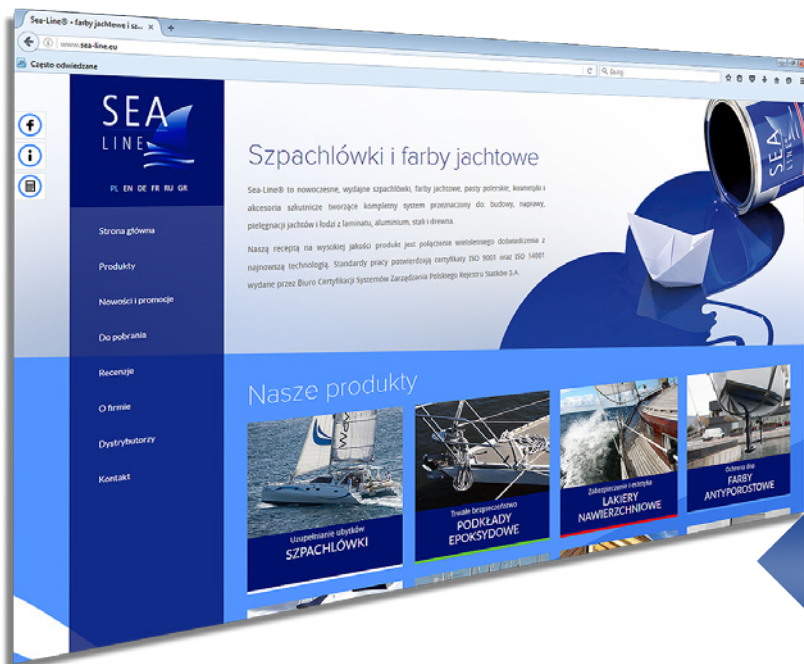 Sea-Line® - farby jachtowe i sz...
www.sea-line.eu
Szukaj
Często odwiedzane
SEA
LINE
PL EN DE FR RU GR
Strona główna
Produkty
Nowości i promocje
Do pobrania
Recenzje
O firmie
Dystrybutorzy
Kontakt
Szpachlówki i farby jachtowe
Sea-Line® to nowoczesne, wydajne szpachlówki, farby jachtowe, pasty polerskie, kosmetyki i
akcesoria szkutnicze tworzące kompletny system przeznaczony do: budowy, naprawy,
pielęgnacji jachtów i łodzi z laminatu, aluminium, stali i drewna.
Naszą receptą na wysokiej jakości produkt jest połączenie wieloletniego doświadczenia z
najnowszą technologią. Standardy pracy potwierdzają certyfikaty ISO 9001 oraz ISO 14001
wydane przez Biuro Certyfikacji Systemów Zarządzania Polskiego Rejestru Statków S.A.
SEA
LINE
Nasze produkty
Uzupełnianie ubytków
SZPACHLÓWKI
Trwałe bezpieczeństwo
PODKŁADY
EPOKSYDOWE
Zabezpieczenie i estetyka
LAKIERY
NAWIERZCHNIOWE
Ochrona dna
FARBY
ANTYPOROSTOWE